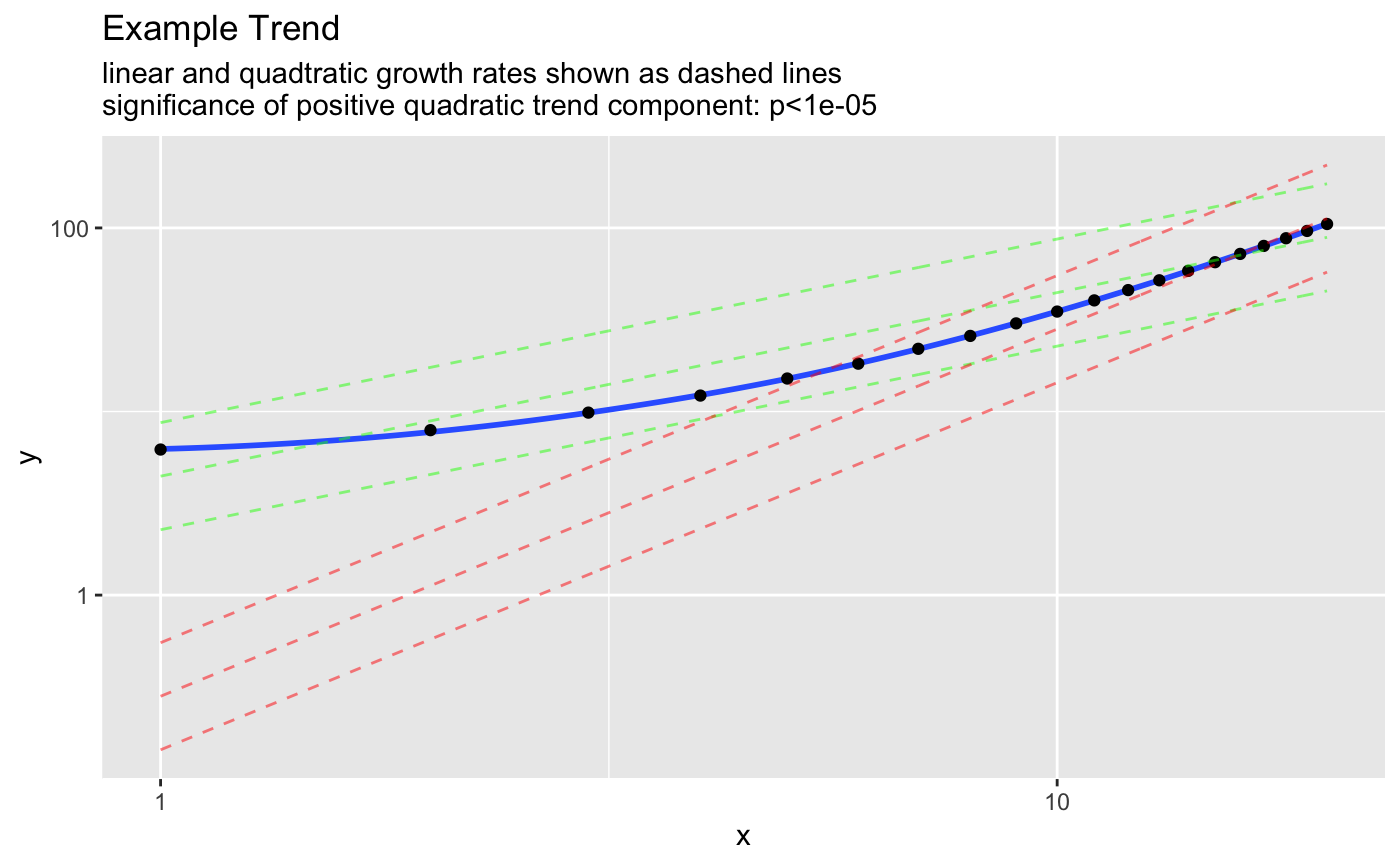 Example Trend
linear and quadtratic growth rates shown as dashed lines
significance of positive quadratic trend component: p<1e-05
100
1
y
1
10
x